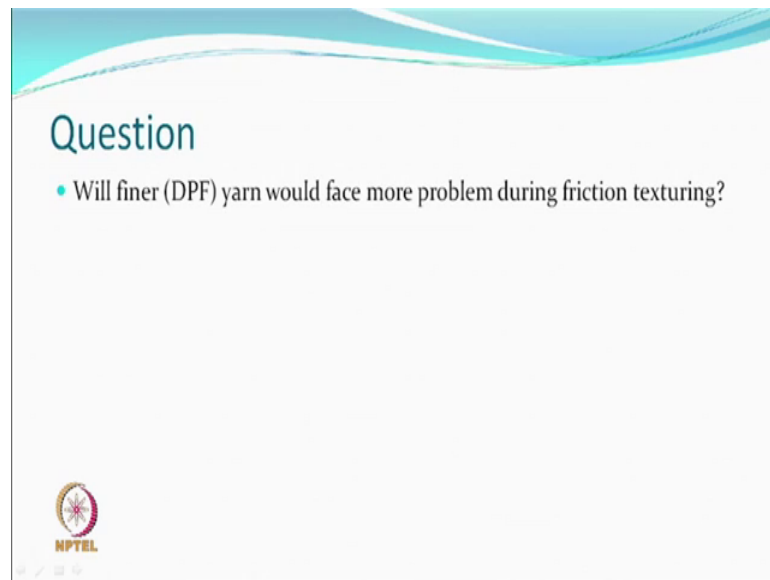 Question
• Will finer (DPF) yarn would face more problem during friction texturing?
NPTEL